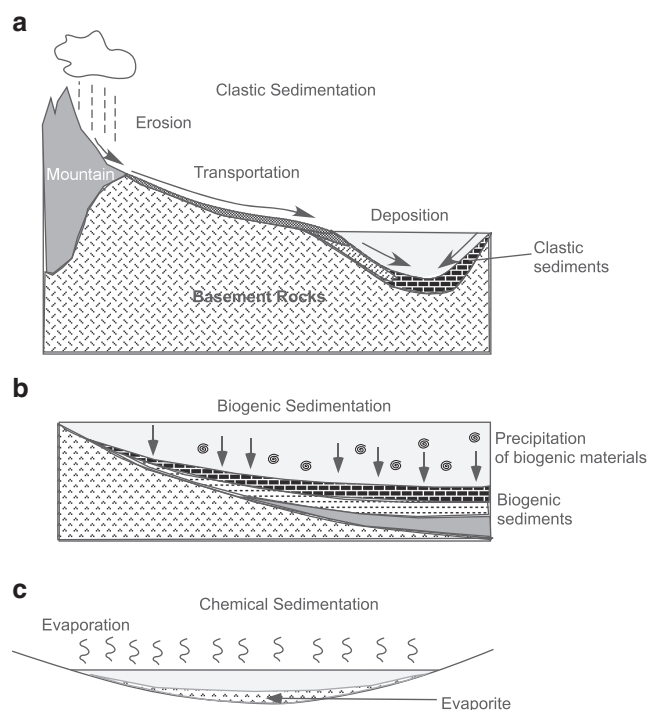 a
Clastic Sedimentation
Erosion
Mountain
Transportation
Deposition
Clastic
sediments
Basement Rocks
b
Biogenic Sedimentation
Precipitation
of biogenic materials
Biogenic
sediments
c
Chemical Sedimentation
Evaporation
Evaporite